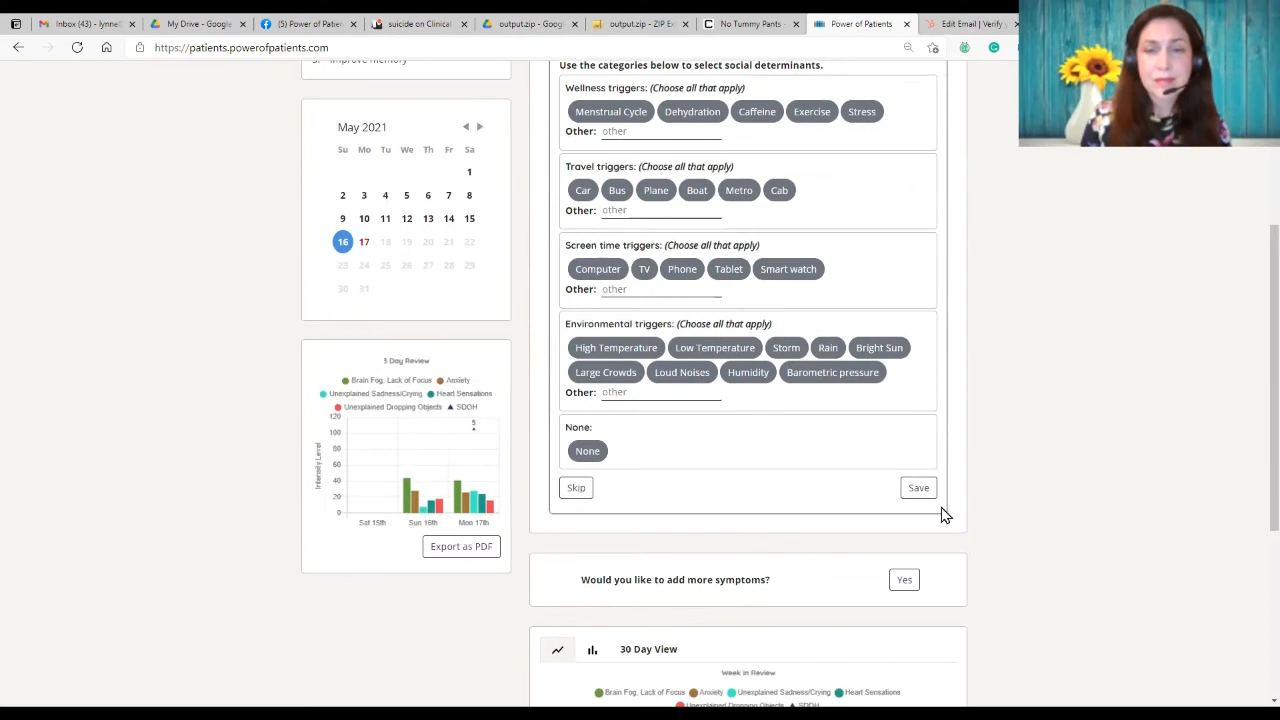 Inbox (43) - lynne
My Drive - Google
(5) Power of Patien
suicide on Clinical
output.zip - Goog
output.zip - ZIP Ex
No Tummy Pants -
Power of Patients
Edit Email | Verify y
https://patients.powerofpatients.com
5. Improve memory
May 2021
Su Mo Tu We Th Fr Sa
1
2 3 4 5 6 7 8
9 10 11 12 13 14 15
16 17 18 19 20 21 22
23 24 25 26 27 28 29
30 31
3 Day Review
Brain Fog, Lack of Focus Anxiety
Unexplained Sadness/Crying Heart Sensations
Unexplained Dropping Objects SDOH
120
100
80
60
40
20
0
Intensity Level
5
Sat 15th Sun 16th Mon 17th
Export as PDF
Use the categories below to select social determinants.
Wellness triggers: (Choose all that apply)
Menstrual Cycle Dehydration Caffeine Exercise Stress
Other: other
Travel triggers: (Choose all that apply)
Car Bus Plane Boat Metro Cab
Other: other
Screen time triggers: (Choose all that apply)
Computer TV Phone Tablet Smart watch
Other: other
Environmental triggers: (Choose all that apply)
High Temperature Low Temperature Storm Rain Bright Sun
Large Crowds Loud Noises Humidity Barometric pressure
Other: other
None:
None
Skip Save
Would you like to add more symptoms? Yes
30 Day View
Week in Review
Brain Fog, Lack of Focus Anxiety Unexplained Sadness/Crying Heart Sensations
Unexplained Dropping Objects SDOH